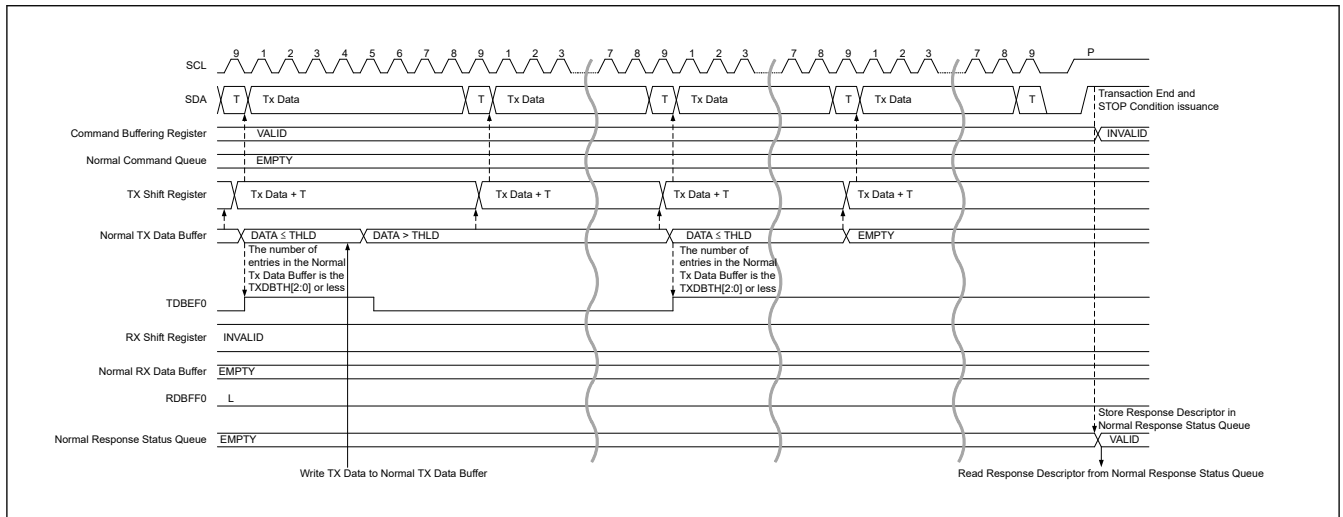 9 1 2 3 4 5 6 7 8 9 1 2 3 7 8 9 1 2 3 7 8 9 1 2 3 7 8 9 P
SCL
SDA T Tx Data T Tx Data T Tx Data T Tx Data T
Transaction End and
STOP Condition issuance
Command Buffering Register VALID INVALID
Normal Command Queue EMPTY
TX Shift Register Tx Data + T Tx Data + T Tx Data + T Tx Data + T
Normal TX Data Buffer DATA ≤ THLD DATA > THLD DATA ≤ THLD EMPTY
The number of
entries in the Normal
Tx Data Buffer is the
TXDBTH[2:0] or less
The number of
entries in the Normal
Tx Data Buffer is the
TXDBTH[2:0] or less
TDBEF0
RX Shift Register INVALID
Normal RX Data Buffer EMPTY
RDBFF0 L
Store Response Descriptor in
Normal Response Status Queue
Normal Response Status Queue EMPTY VALID
Write TX Data to Normal TX Data Buffer
Read Response Descriptor from Normal Response Status Queue